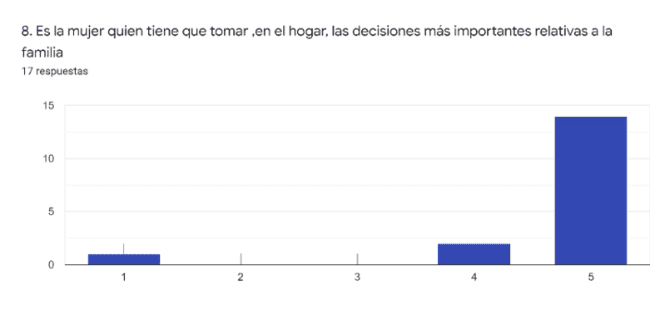 8. Es la mujer quien tiene que tomar ,en el hogar, las decisiones más importantes relativas a la
familia
17 respuestas
15
10
5
0
1 2 3 4 5